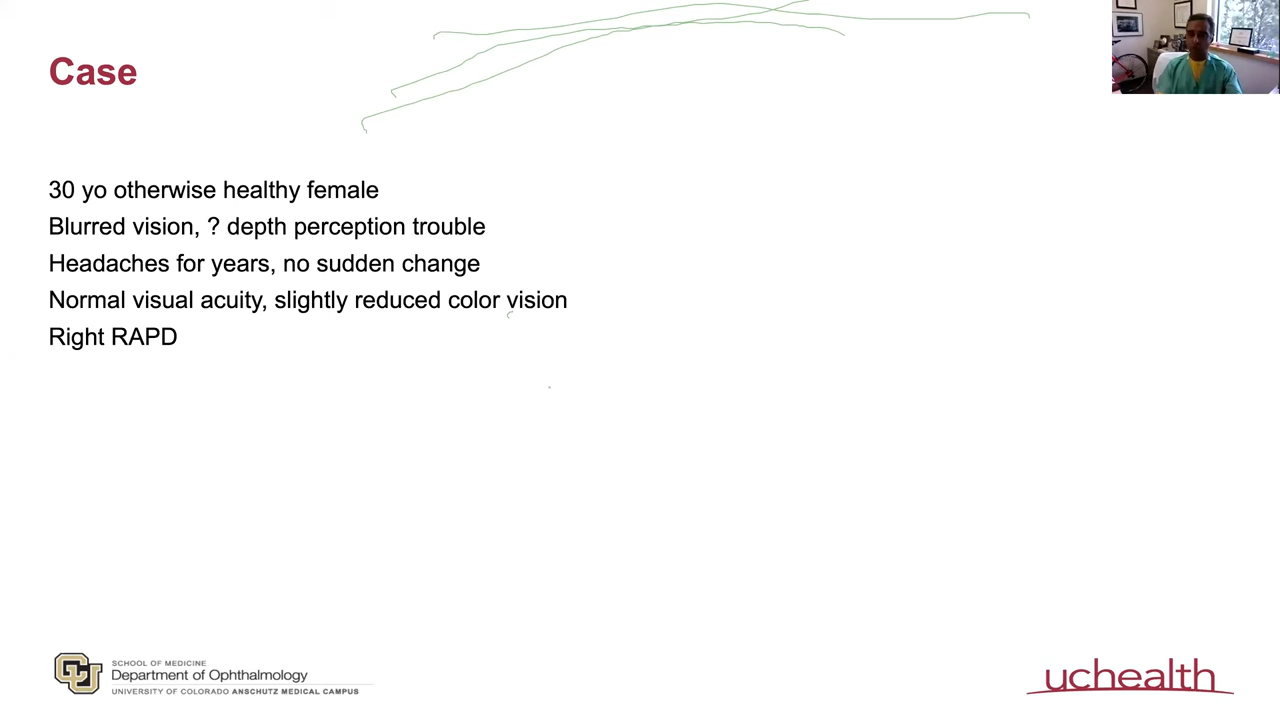 Case
30 yo otherwise healthy female
Blurred vision, ? depth perception trouble
Headaches for years, no sudden change
Normal visual acuity, slightly reduced color vision
Right RAPD
CU
SCHOOL OF MEDICINE
Department of Ophthalmology
UNIVERSITY OF COLORADO ANSCHUTZ MEDICAL CAMPUS
uchealth